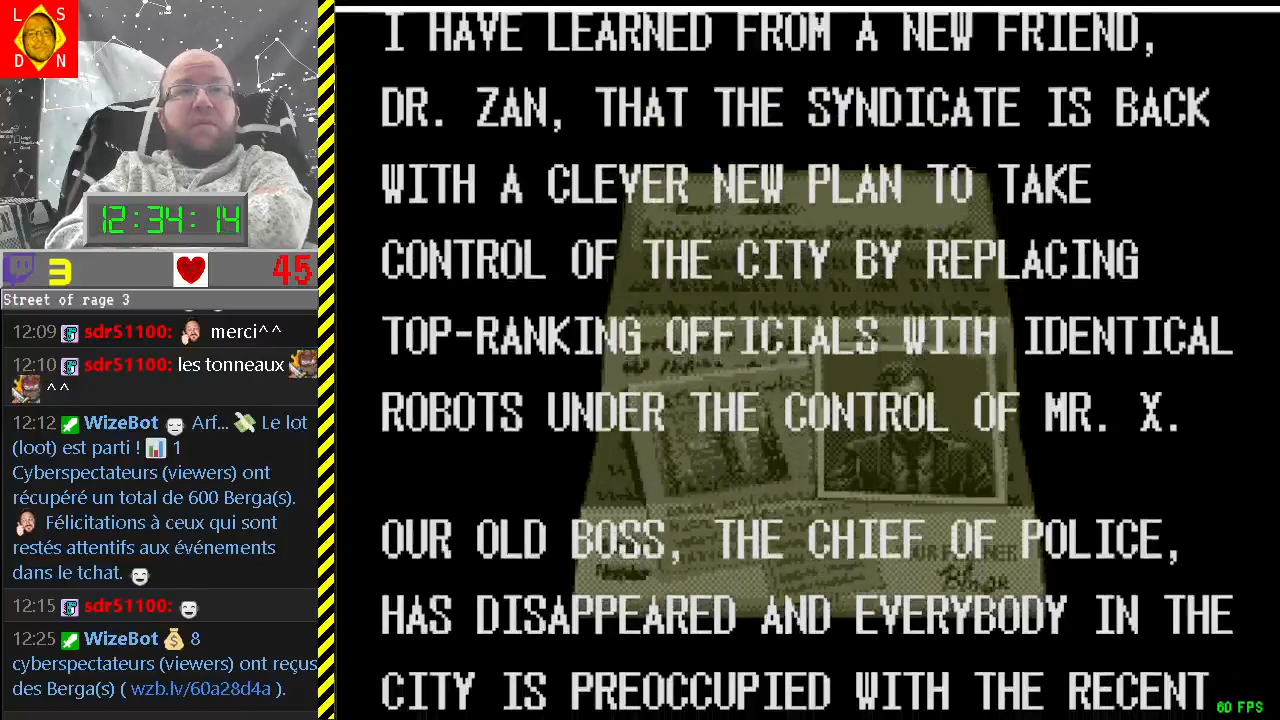 L S
D N
12:34:14
3 45
Street of rage 3
12:09 sdr51100: merci^^
12:10 sdr51100: les tonneaux
^^
12:12 WizeBot Arf... Le lot
(loot) est parti ! 1
Cyberspectateurs (viewers) ont
récupéré un total de 600 Berga(s).
Félicitations à ceux qui sont
restés attentifs aux événements
dans le tchat.
12:15 sdr51100:
12:25 WizeBot 8
cyberspectateurs (viewers) ont reçus
des Berga(s) ( wzb.lv/60a28d4a ).
I HAVE LEARNED FROM A NEW FRIEND,
DR. ZAN, THAT THE SYNDICATE IS BACK
WITH A CLEVER NEW PLAN TO TAKE
CONTROL OF THE CITY BY REPLACING
TOP-RANKING OFFICIALS WITH IDENTICAL
ROBOTS UNDER THE CONTROL OF MR. X.
OUR OLD BOSS, THE CHIEF OF POLICE,
HAS DISAPPEARED AND EVERYBODY IN THE
CITY IS PREOCCUPIED WITH THE RECENT
60 FPS